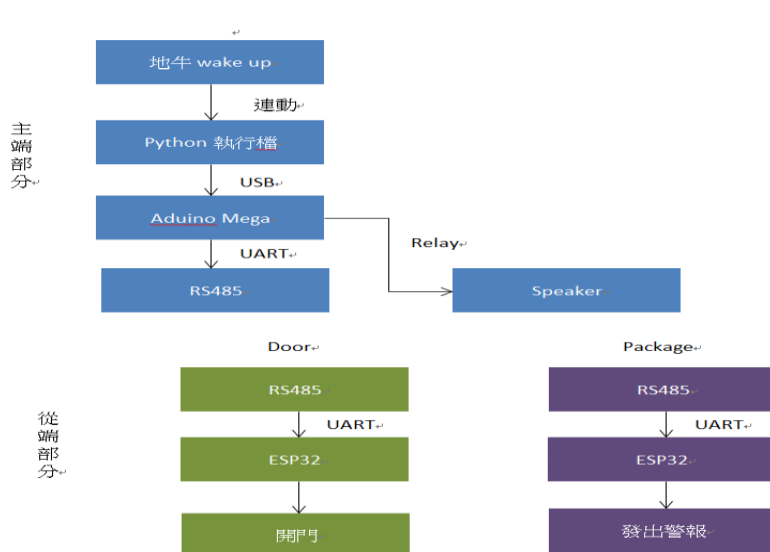 地牛 wake up
連動
主端部分
Python 執行檔
USB
Aduino Mega
Relay
UART
RS485
Speaker
Door
Package
RS485
RS485
從端部分
UART
UART
ESP32
ESP32
開門
發出警報